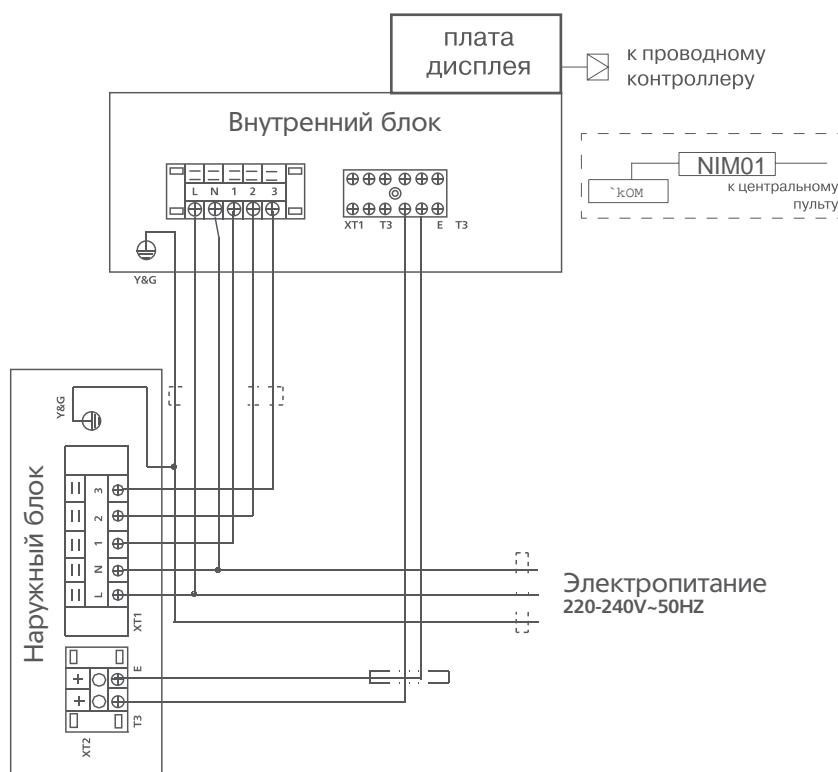 плата
дисплея
к проводному
контроллеру
Внутренний блок
NIM01
`kOM
к центральному
пульту
L N 1 2 3
XT1 T3 E T3
Y&G
Y&G
Наружный блок
3
2
1
N
L
XT1
Электропитание
220-240V~50HZ
E
T3
XT2